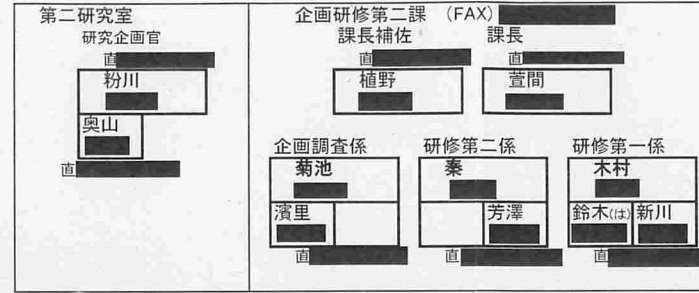 第二研究室
研究企画官
直
粉川
奥山
直
企画研修第二課 (FAX)
課長補佐 課長
直 直
植野 萱間
企画調査係 研修第二係 研修第一係
菊池 秦 木村
濱里 芳澤 鈴木(は) 新川
直 直 直